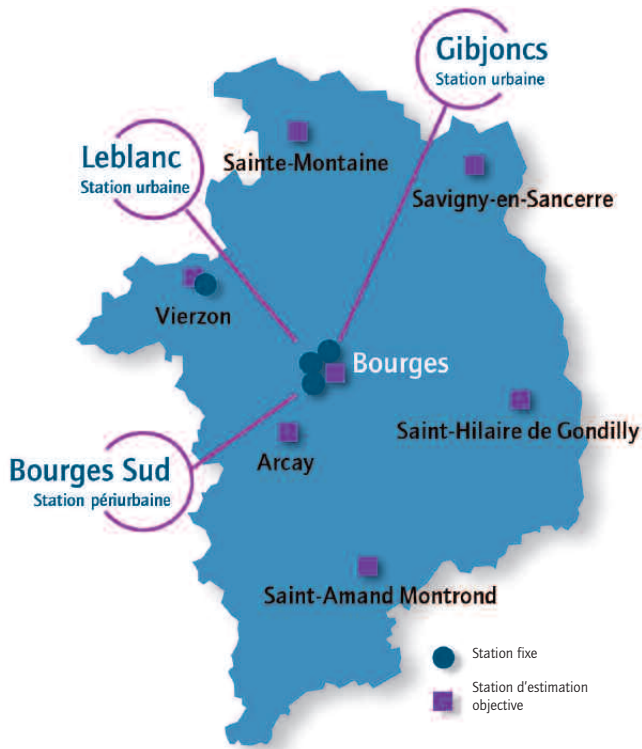 Gibjoncs
Station urbaine
Sainte-Montaine
Leblanc
Station urbaine
Savigny-en-Sancerre
Vierzon
Bourges
Saint-Hilaire de Gondilly
Arcay
Bourges Sud
Station périurbaine
Saint-Amand Montrond
Station fixe
Station d'estimation
objective